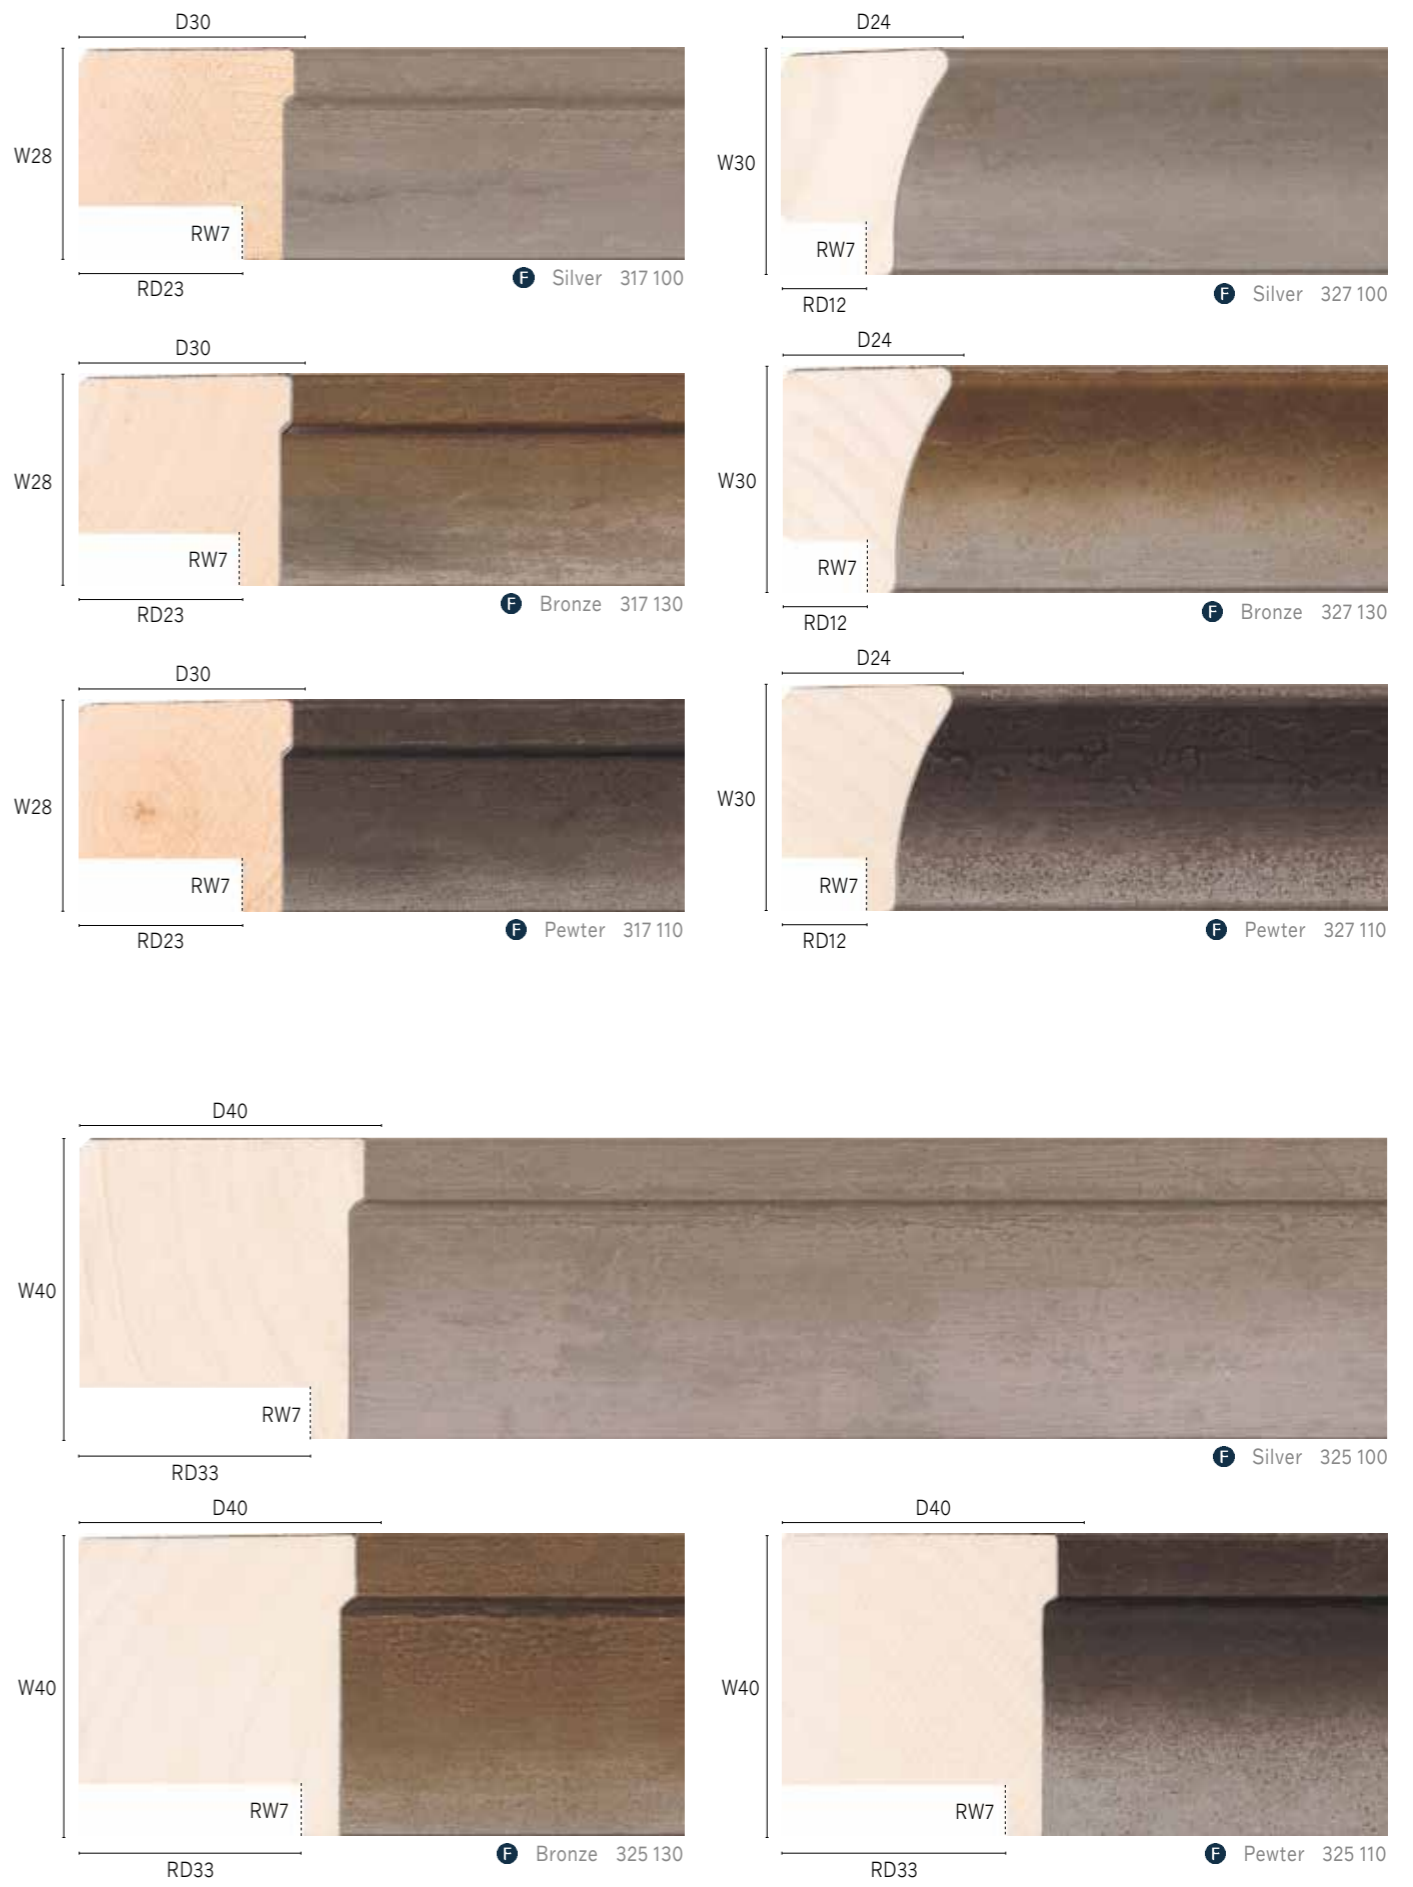 D30
W28
RW7
RD23
F Silver 317 100
D24
W30
RW7
RD12
F Silver 327 100
D30
W28
RW7
RD23
F Bronze 317 130
D24
W30
RW7
RD12
F Bronze 327 130
D30
W28
RW7
RD23
F Pewter 317 110
D24
W30
RW7
RD12
F Pewter 327 110
D40
W40
RW7
RD33
F Silver 325 100
D40
W40
RW7
RD33
F Bronze 325 130
D40
W40
RW7
RD33
F Pewter 325 110